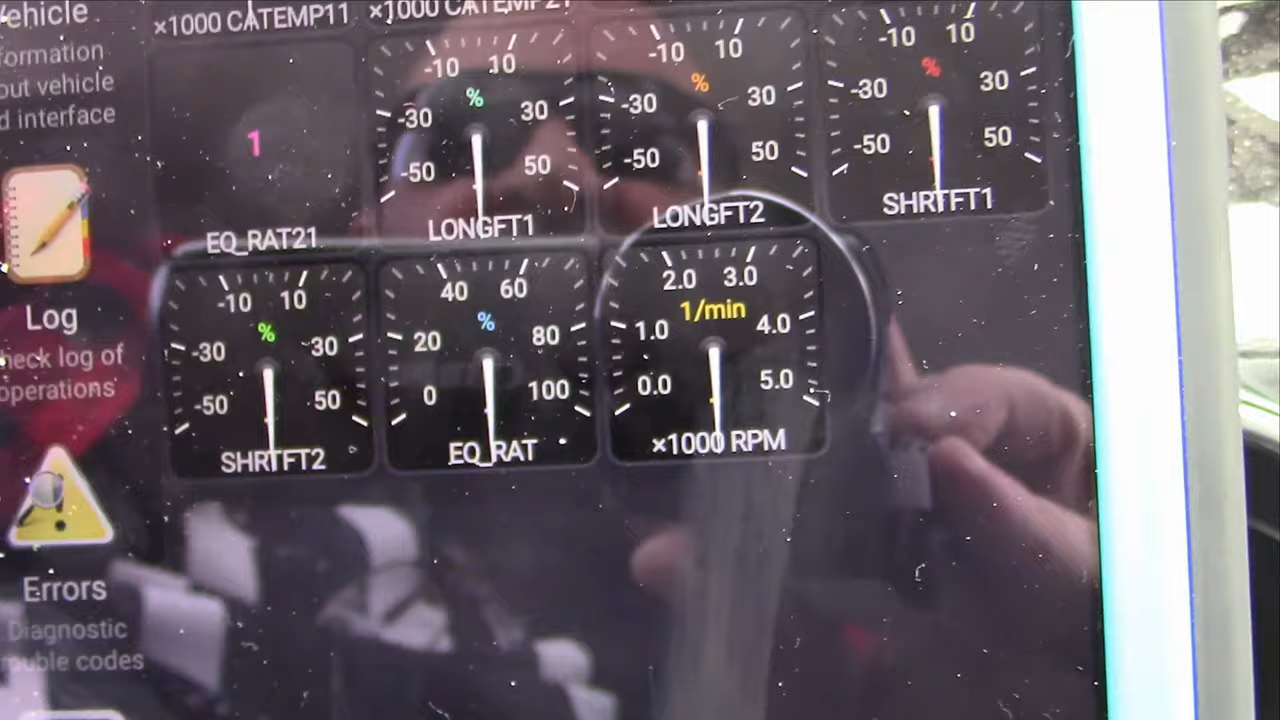 ehicle
formation
out vehicle
d interface
×1000 CATEMP11
×1000 CATEMP21
1
EQ_RAT21
-10 10
-30 % 30
-50 50
LONGFT1
-10 10
-30 % 30
-50 50
LONGFT2
-10 10
-30 % 30
-50 50
SHRTFT1
Log
heck log of
operations
-10 10
-30 % 30
-50 50
SHRTFT2
40 60
20 % 80
0 100
EQ_RAT
2.0 3.0
1/min
1.0 4.0
0.0 5.0
×1000 RPM
Errors
Diagnostic
ouble codes